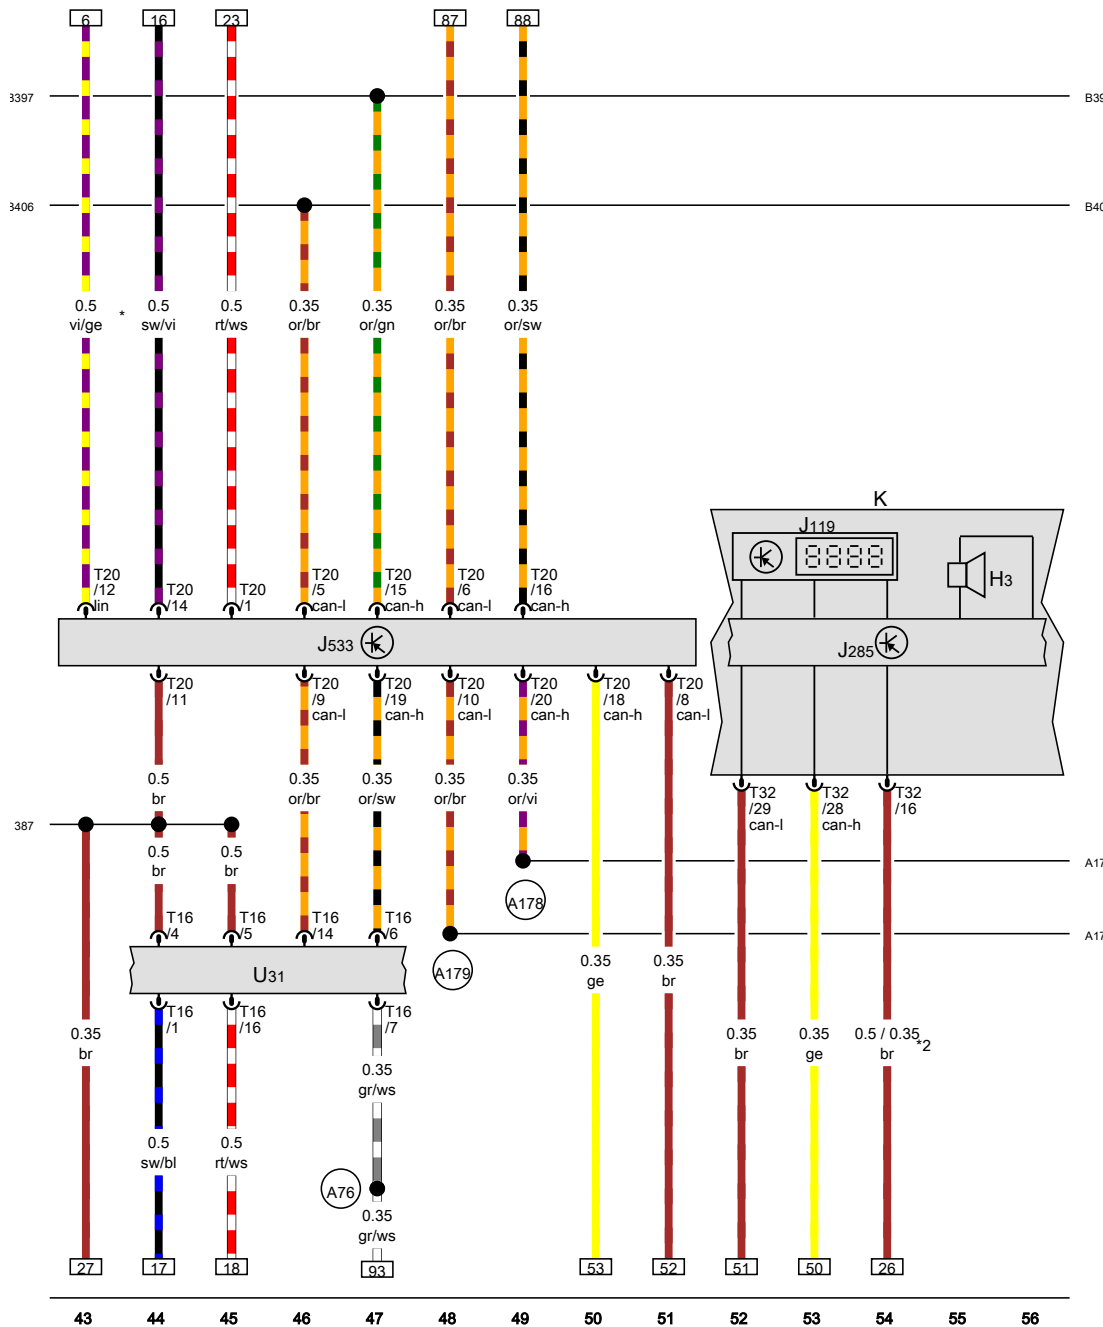 6 16 23 87 88
3397 B39
3406 B40
0.5 0.5 0.5 0.35 0.35 0.35 0.35
vi/ge * sw/vi rt/ws or/br or/gn or/br or/sw
K
J119
H3
T20 T20 T20 T20 T20 T20 T20
/12 /14 /1 /5 /15 /6 /16
lin can-l can-h can-l can-h
J533
J285
T20 T20 T20 T20 T20 T20 T20
/11 /9 /19 /10 /20 /18 /8
can-l can-h can-l can-h can-h can-l
0.5 0.35 0.35 0.35 0.35
br or/br or/sw or/br or/vi
T32 T32 T32
/29 /28 /16
can-l can-h
387
0.5 0.5
br br
A17
A178
T16 T16 T16 T16
/4 /5 /14 /6
A17
A179
U31
0.35 0.35
ge br
T16 T16 T16
/1 /16 /7
0.35 0.35 0.35 0.5 / 0.35
br br ge br *2
0.35
gr/ws
0.5 0.5
sw/bl rt/ws
A76
0.35
gr/ws
27 17 18 93 53 52 51 50 26
43 44 45 46 47 48 49 50 51 52 53 54 55 56